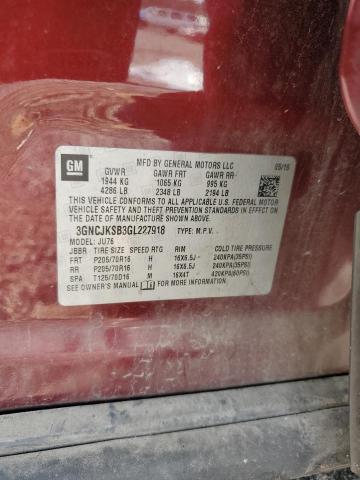 GM
MFD BY GENERAL MOTORS LLC
GVWR GAWR FRT GAWR RR
1944 KG 1065 KG 995 KG
4286 LB 2348 LB 2194 LB
THIS VEHICLE CONFORMS TO ALL APPLICABLE U.S. FEDERAL MOTOR
VEHICLE SAFETY AND THEFT PREVENTION STANDARDS IN EFFECT ON THE
DATE OF MANUFACTURE SHOWN ABOVE.
3GNCJKSB3GL227918 TYPE: M.P.V.
MODEL: JU76
JBBR TIRE SIZE SPEED RTG RIM COLD TIRE PRESSURE
FRT P205/70R16 H 16X6.5J 240KPA(35PSI)
RR P205/70R16 H 16X6.5J 240KPA(35PSI)
SPA T125/70D16 M 16X4T 420KPA(60PSI)
SEE OWNER'S MANUAL FOR MORE INFORMATION.